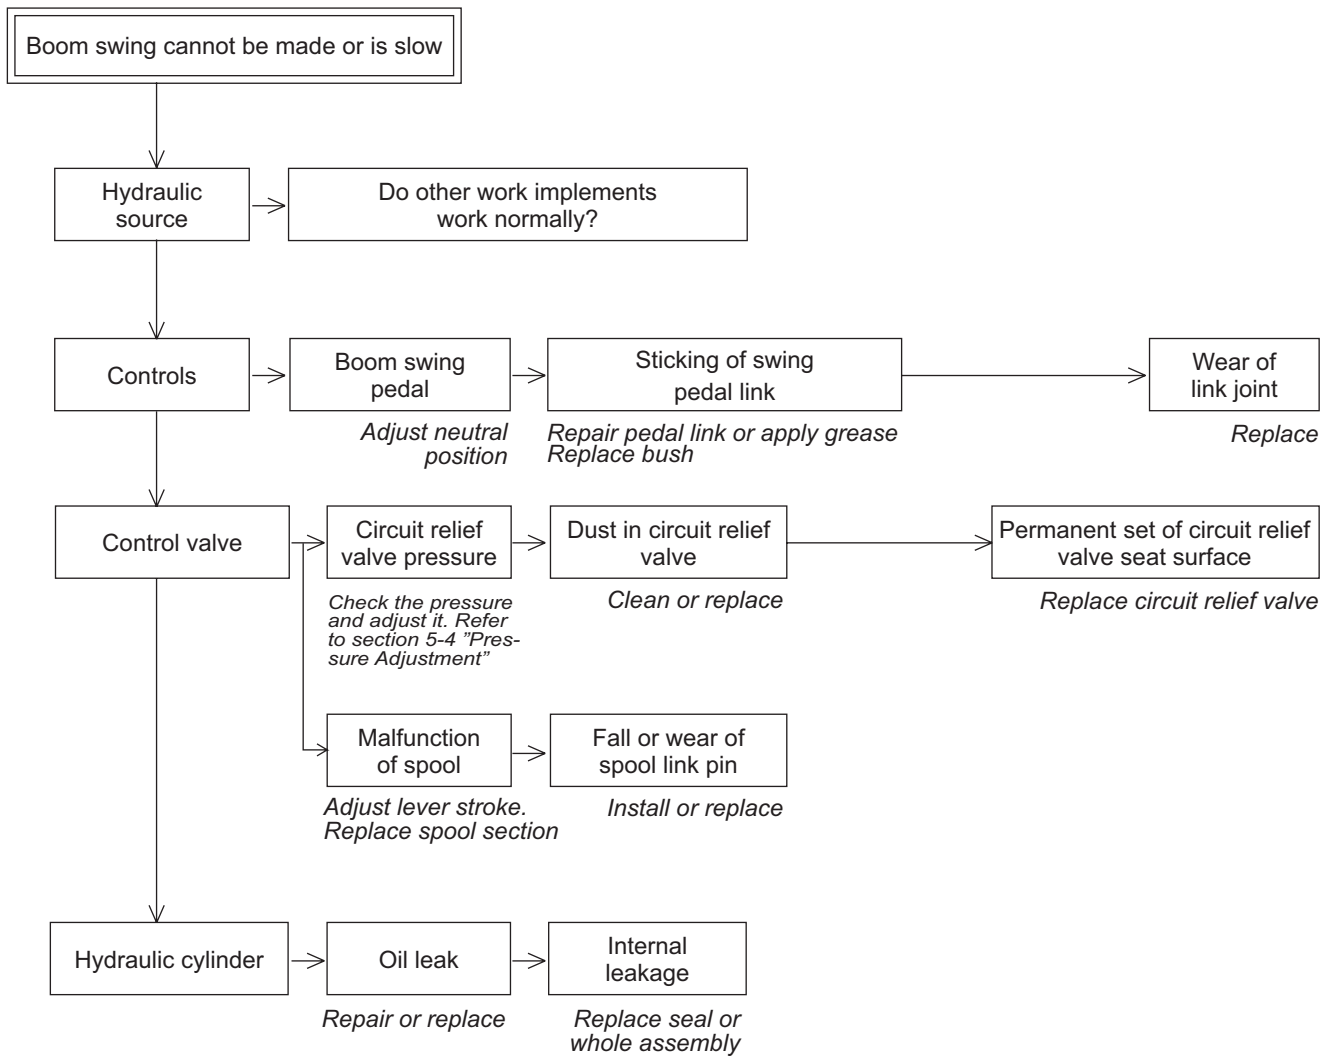 Boom swing cannot be made or is slow
Hydraulic
source
Do other work implements
work normally?
Controls
Boom swing
pedal
Adjust neutral
position
Sticking of swing
pedal link
Repair pedal link or apply grease
Replace bush
Wear of
link joint
Replace
Control valve
Circuit relief
valve pressure
Check the pressure
and adjust it. Refer
to section 5-4 ”Pres-
sure Adjustment”
Dust in circuit relief
valve
Clean or replace
Permanent set of circuit relief
valve seat surface
Replace circuit relief valve
Malfunction
of spool
Adjust lever stroke.
Replace spool section
Fall or wear of
spool link pin
Install or replace
Hydraulic cylinder
Oil leak
Repair or replace
Internal
leakage
Replace seal or
whole assembly